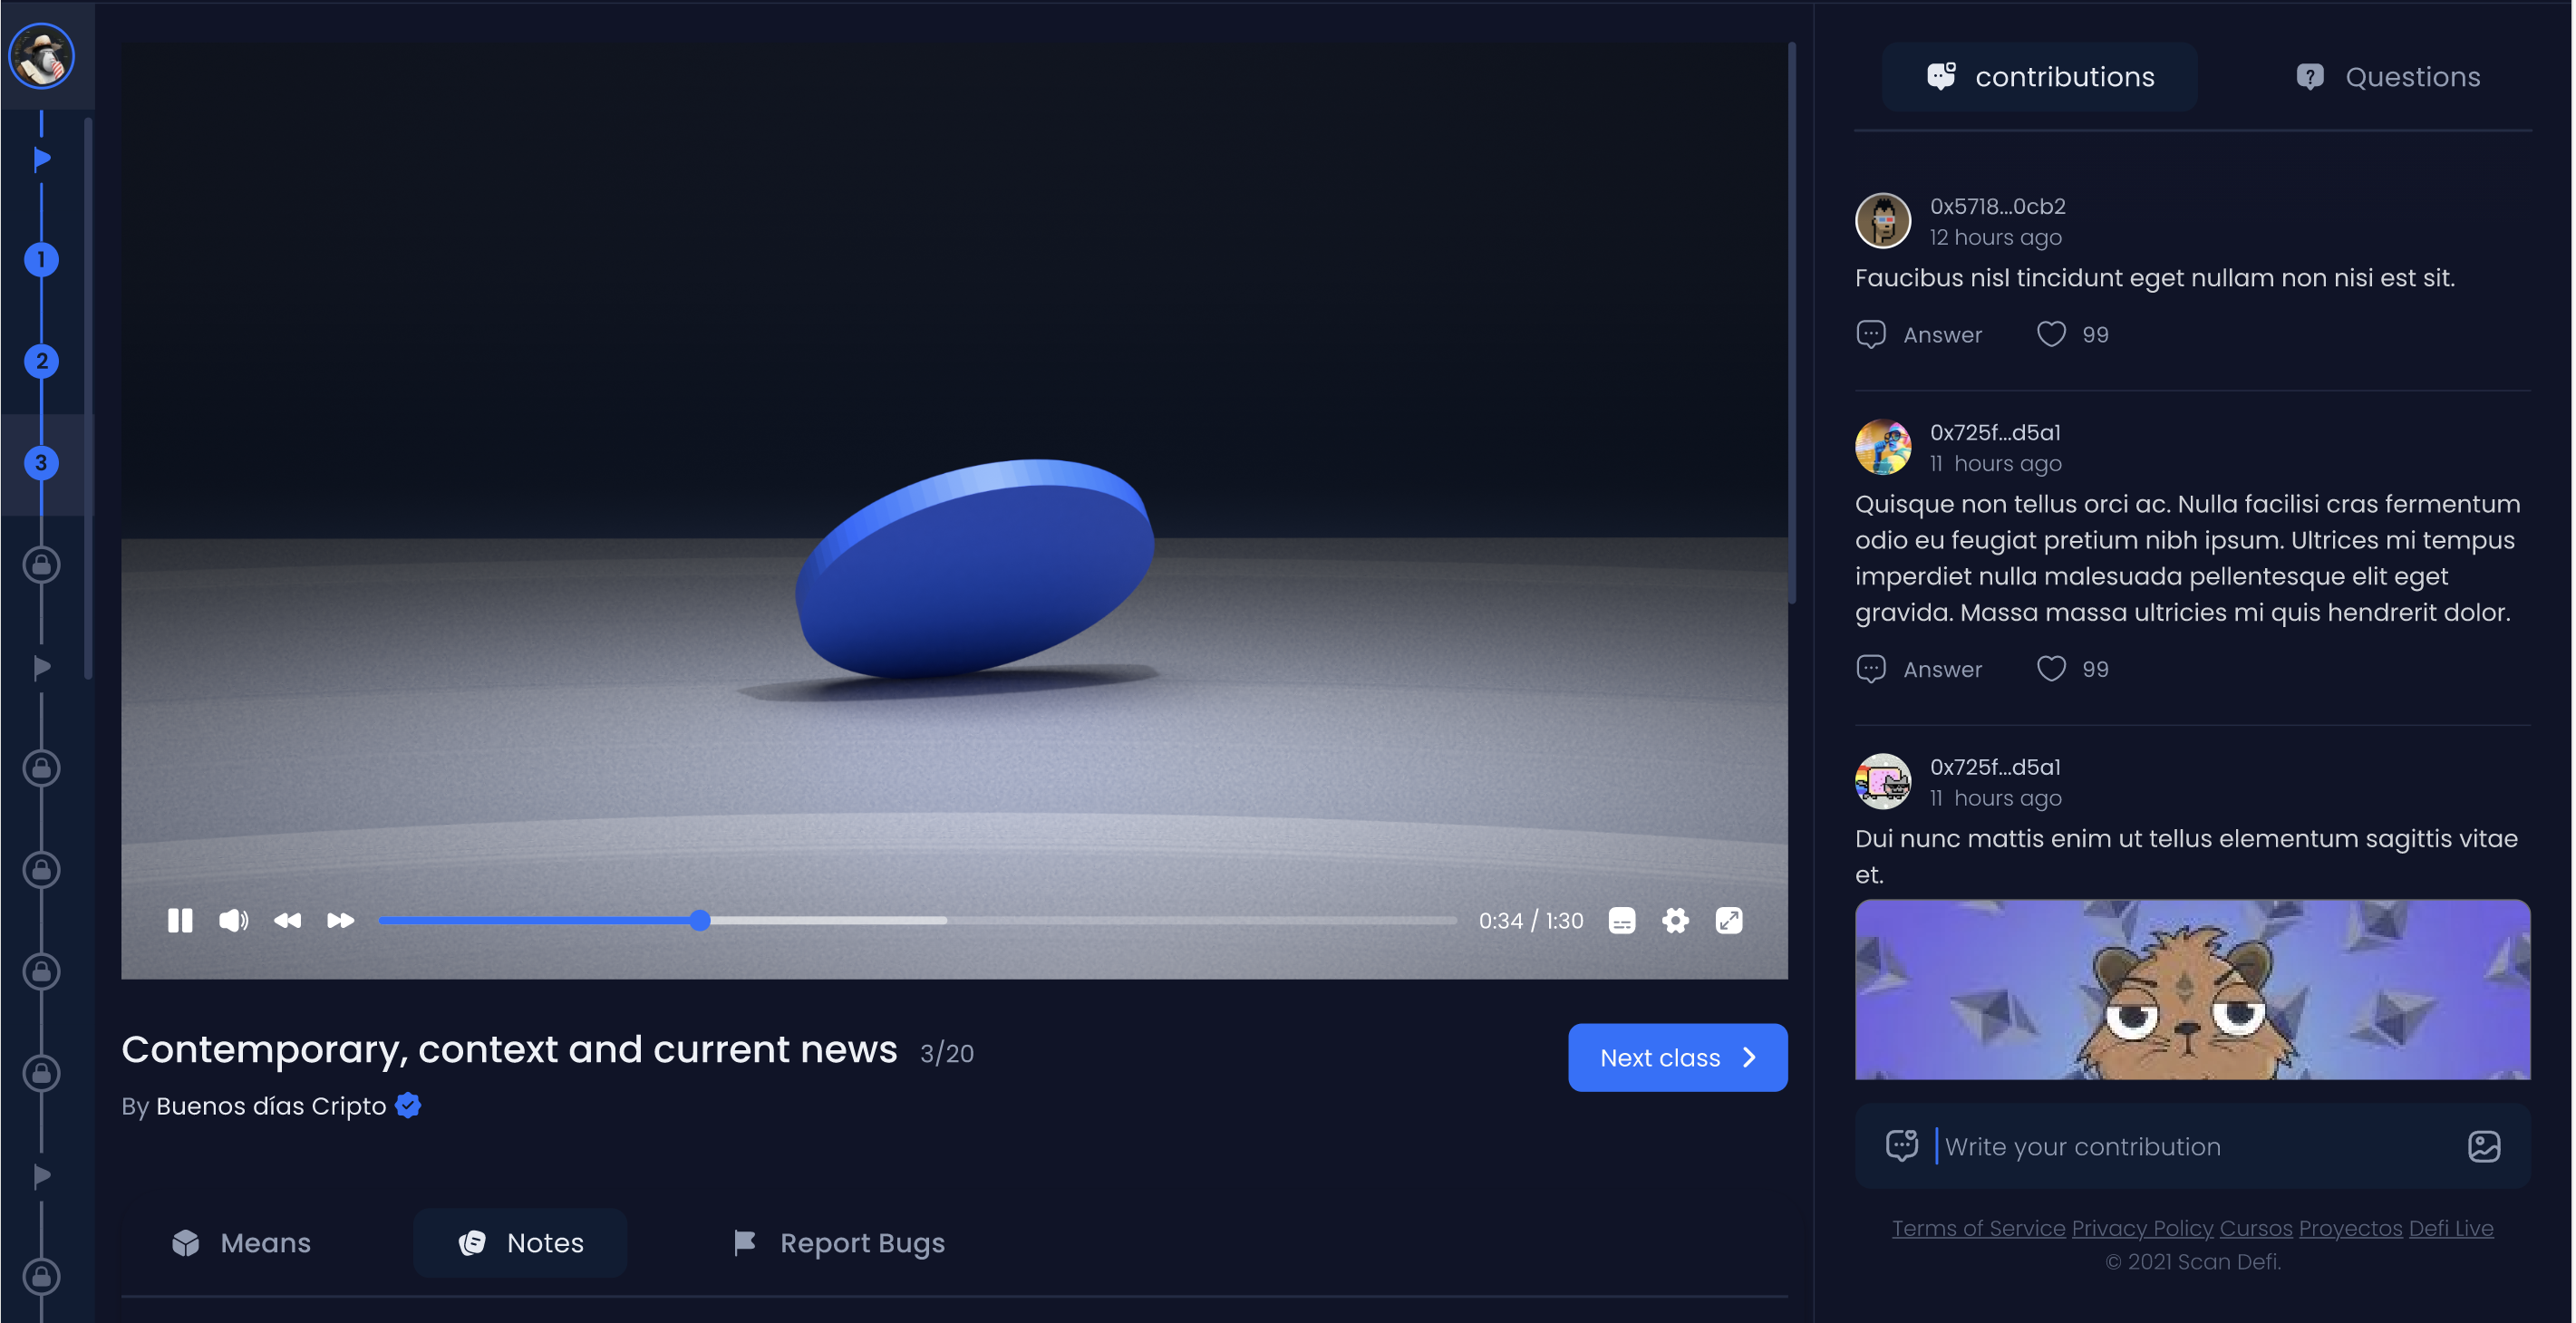 1
2
3
0:34 / 1:30
Contemporary, context and current news 3/20
By Buenos días Cripto
Next class
Means
Notes
Report Bugs
contributions
Questions
0x5718...0cb2
12 hours ago
Faucibus nisl tincidunt eget nullam non nisi est sit.
Answer
99
0x725f...d5a1
11 hours ago
Quisque non tellus orci ac. Nulla facilisi cras fermentum
odio eu feugiat pretium nibh ipsum. Ultrices mi tempus
imperdiet nulla malesuada pellentesque elit eget
gravida. Massa massa ultricies mi quis hendrerit dolor.
Answer
99
0x725f...d5a1
11 hours ago
Dui nunc mattis enim ut tellus elementum sagittis vitae
et.
Write your contribution
Terms of Service Privacy Policy Cursos Proyectos Defi Live
© 2021 Scan Defi.